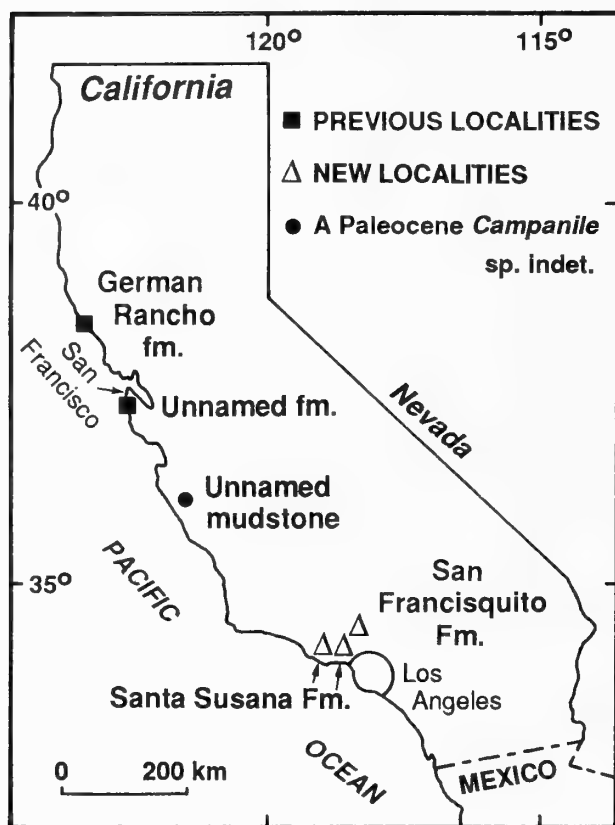 120° 115°
California
■ PREVIOUS LOCALITIES
△ NEW LOCALITIES
● A Paleocene Campanile
sp. indet.
40°
German
Rancho
fm.
San
Francisco
Unnamed fm.
Nevada
Unnamed
mudstone
PACIFIC
35°
San
Francisquito
Fm.
Los
Angeles
Santa Susana Fm.
0 200 km
OCEAN
MEXICO